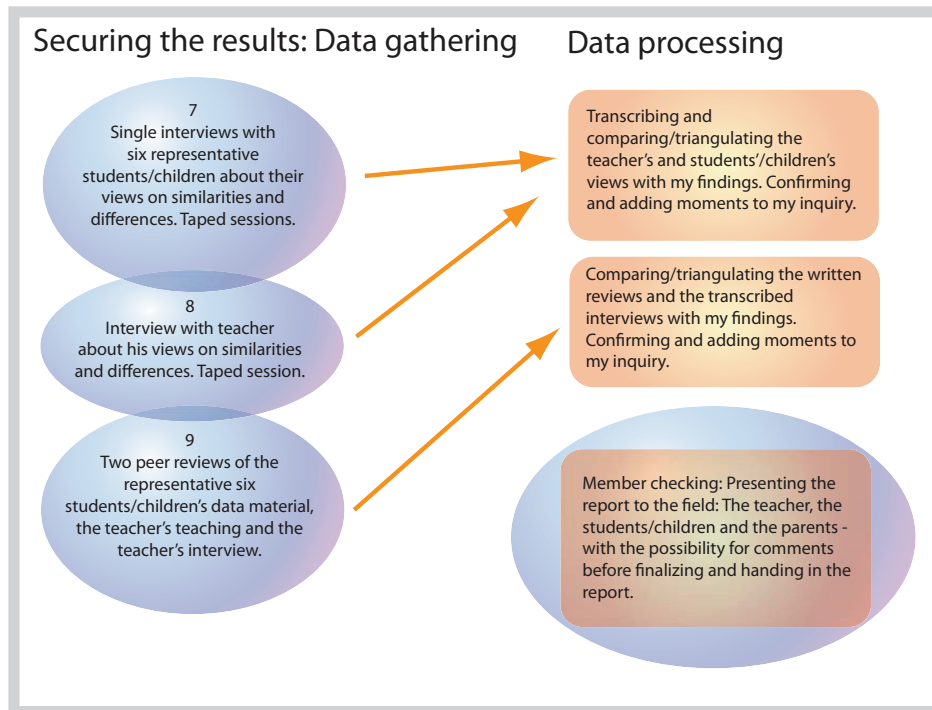 Securing the results: Data gathering
Data processing
7
Single interviews with
six representative
students/children about their
views on similarities and
differences. Taped sessions.
8
Interview with teacher
about his views on similarities
and differences. Taped session.
9
Two peer reviews of the
representative six
students/children's data material,
the teacher's teaching and the
teacher's interview.
Transcribing and
comparing/triangulating the
teacher's and students'/children's
views with my findings. Confirming
and adding moments to my inquiry.
Comparing/triangulating the written
reviews and the transcribed
interviews with my findings.
Confirming and adding moments to
my inquiry.
Member checking: Presenting the
report to the field: The teacher, the
students/children and the parents -
with the possibility for comments
before finalizing and handing in the
report.